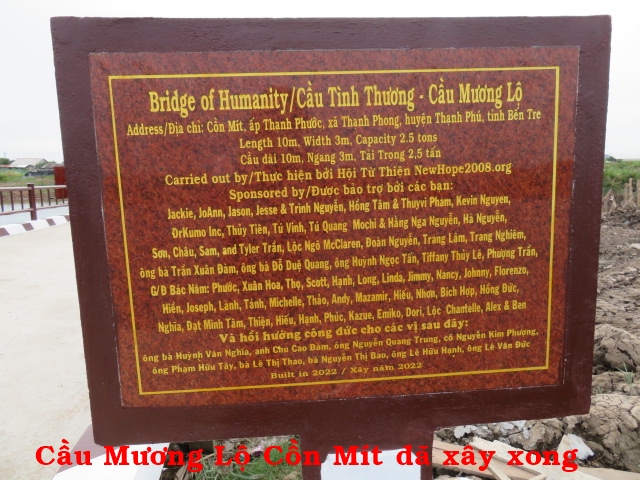 Bridge of Humanity/Cầu Tình Thương - Cầu Mương Lộ
Address/Địa chỉ: Cồn Mít, ấp Thạnh Phước, xã Thạnh Phong, huyện Thạnh Phú, tỉnh Bến Tre
Length 10m, Width 3m, Capacity 2.5 tons
Cầu dài 10m, Ngang 3m, Tải Trong 2,5 tấn
Carried out by/Thực hiện bởi Hội Từ Thiện NewHope2008.org
Sponsored by/Được bảo trợ bởi các bạn:
Jackie, JoAnn, Jason, Jesse & Trinh Nguyễn, Hồng Tâm & Thuyvi Pham, Kevin Nguyen,
DrKumo Inc, Thủy Tiên, Tú Vinh, Tú Quang Mochi & Hằng Nga Nguyễn, Hà Nguyễn,
Sơn, Châu, Sam, and Tyler Trần, Lộc Ngô McClaren, Đoàn Nguyễn, Trang Lâm, Trang Nghiêm,
ông bà Trần Xuân Đàm, ông bà Đỗ Duệ Quang, ông Huỳnh Ngọc Tấn, Tiffany Thủy Lê, Phượng Trần,
G/Đ Bác Năm: Phước, Xuân Hoa, Thọ, Scott, Hạnh, Long, Linda, Jimmy, Nancy, Johnny, Florenzo,
Hiền, Joseph, Lành, Tánh, Michelle, Thảo, Andy, Mazamir, Hiếu, Nhơn, Bích Hợp, Hồng Đức,
Nghĩa, Đạt Minh Tâm, Thiện, Hiếu, Hạnh, Phúc, Kazue, Emiko, Dori, Lộc Chantelle, Alex & Ben
Và hồi hướng công đức cho các vị sau đây:
ông bà Huỳnh Văn Nghĩa, anh Chu Cao Đàm, ông Nguyễn Quang Trung, cô Nguyễn Kim Phượng,
ông Phạm Hữu Tây, bà Lê Thị Thao, bà Nguyễn Thị Bao, ông Lê Hữu Hạnh, ông Lê Văn Đức
Built in 2022 / Xây năm 2022
Cầu Mương Lộ Cồn Mít đã xây xong